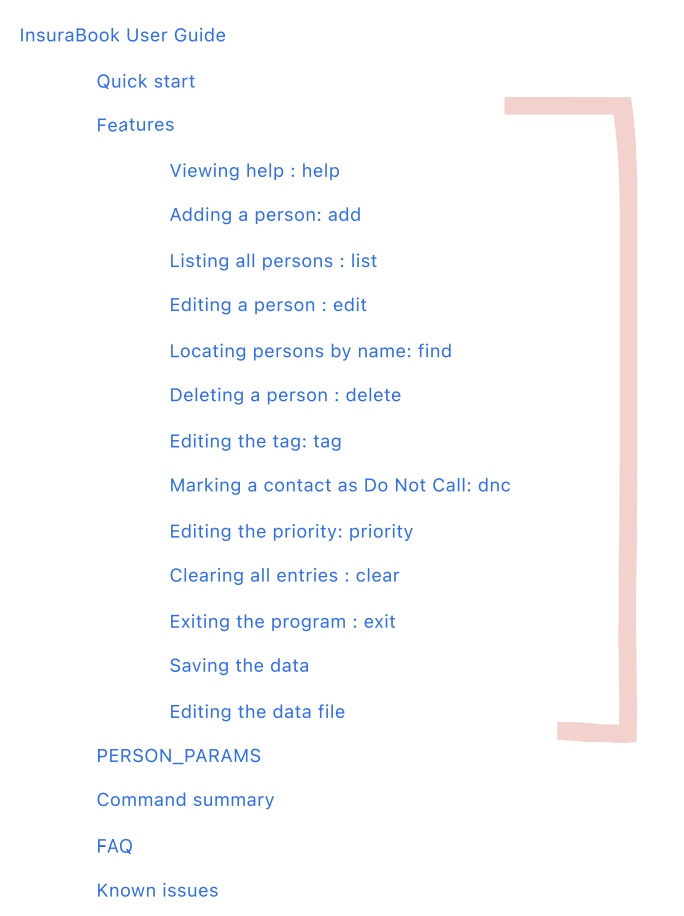 InsuraBook User Guide
Quick start
Features
Viewing help : help
Adding a person: add
Listing all persons : list
Editing a person : edit
Locating persons by name: find
Deleting a person : delete
Editing the tag: tag
Marking a contact as Do Not Call: dnc
Editing the priority: priority
Clearing all entries : clear
Exiting the program : exit
Saving the data
Editing the data file
PERSON_PARAMS
Command summary
FAQ
Known issues